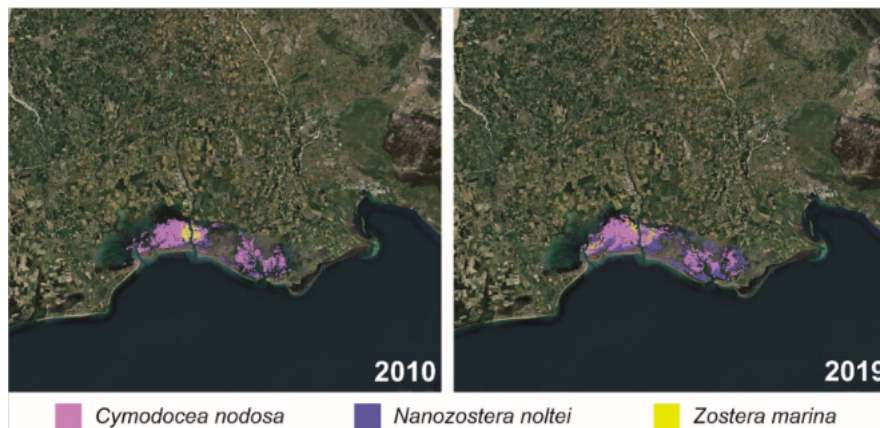 2010
2019
Cymodocea nodosa
Nanozostera noltei
Zostera marina